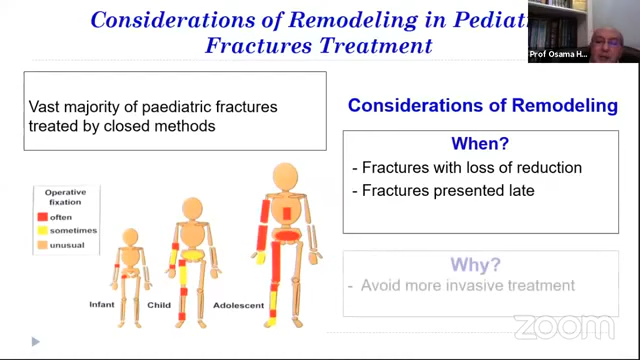 Considerations of Remodeling in Pediat
Fractures Treatment
Prof Osama H...
Vast majority of paediatric fractures
treated by closed methods
Operative
fixation
often
sometimes
unusual
Infant
Child
Adolescent
Considerations of Remodeling
When?
- Fractures with loss of reduction
- Fractures presented late
Why?
- Avoid more invasive treatment
zoom